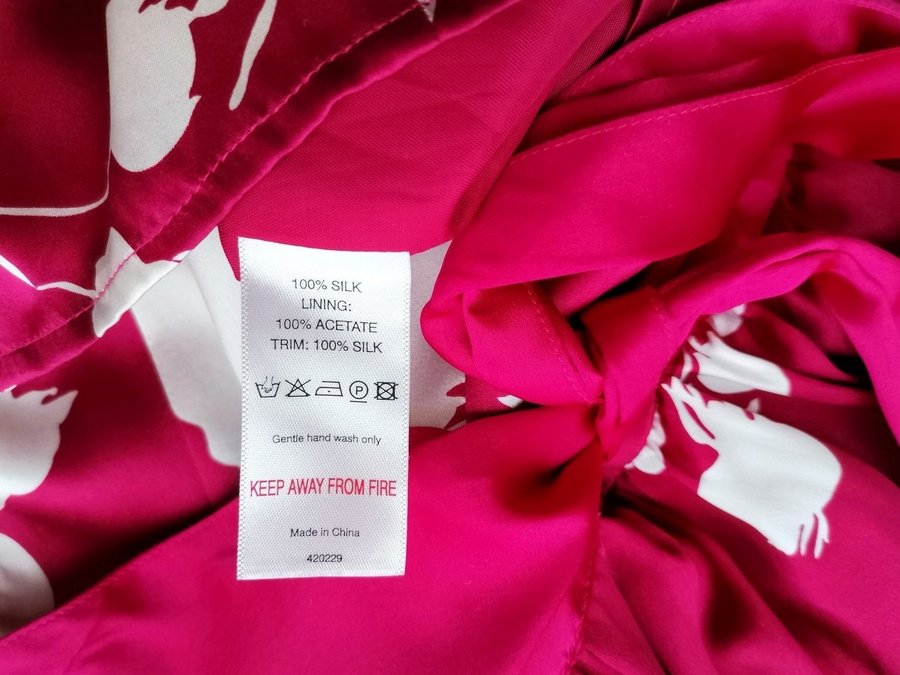 100% SILK
LINING:
100% ACETATE
TRIM: 100% SILK
P
Gentle hand wash only
KEEP AWAY FROM FIRE
Made in China
420229